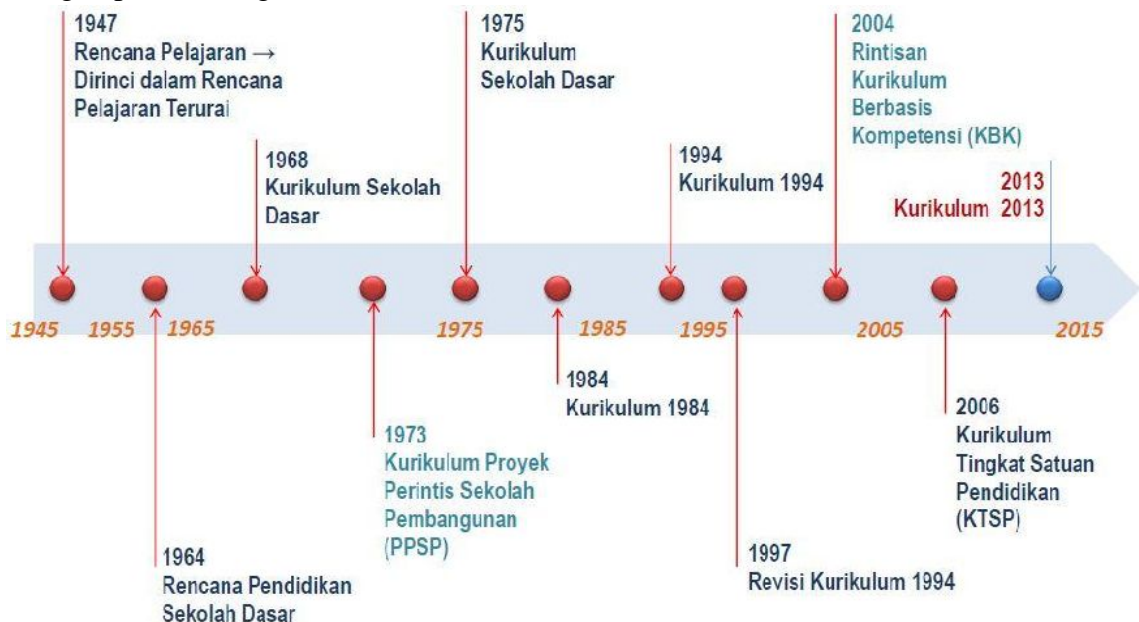 1947
Rencana Pelajaran →
Dirinci dalam Rencana
Pelajaran Terurai
1975
Kurikulum
Sekolah Dasar
2004
Rintisan
Kurikulum
Berbasis
Kompetensi (KBK)
1968
Kurikulum Sekolah
Dasar
1994
Kurikulum 1994
2013
Kurikulum 2013
1945
1955
1965
1975
1985
1995
2005
2015
1984
Kurikulum 1984
1973
Kurikulum Proyek
Perintis Sekolah
Pembangunan
(PPSP)
2006
Kurikulum
Tingkat Satuan
Pendidikan
(KTSP)
1964
Rencana Pendidikan
Sekolah Dasar
1997
Revisi Kurikulum 1994